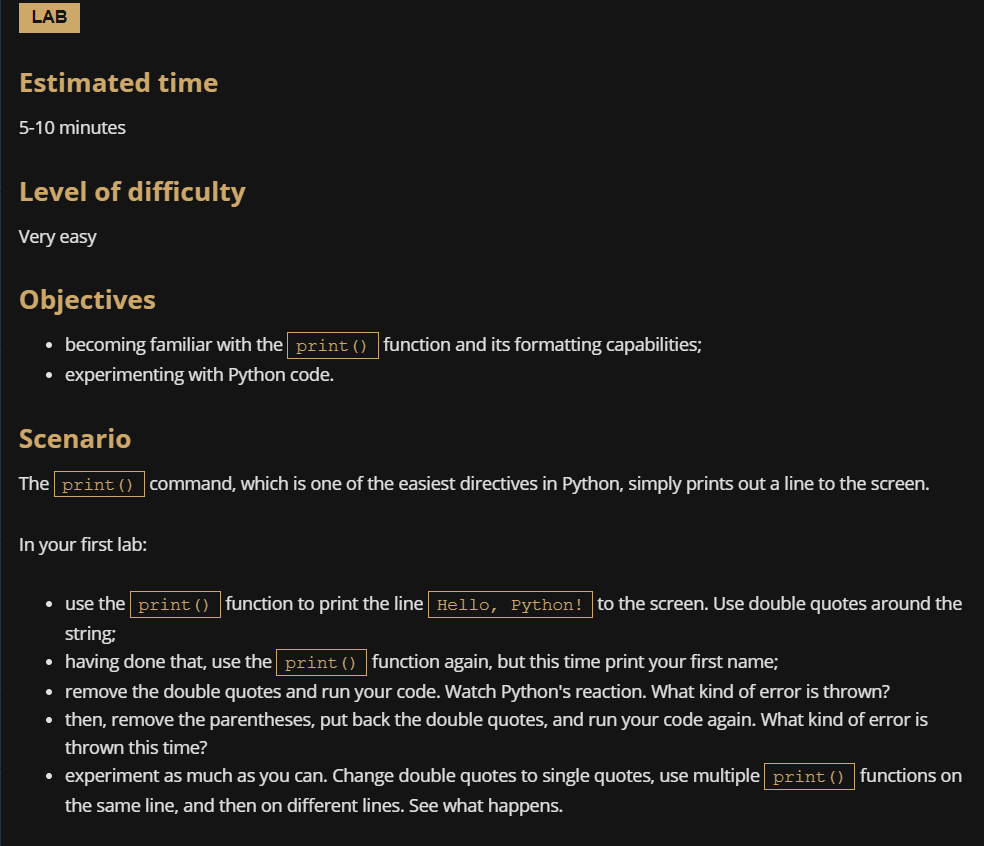 LAB
Estimated time
5-10 minutes
Level of difficulty
Very easy
Objectives
• becoming familiar with the print() function and its formatting capabilities;
• experimenting with Python code.
Scenario
The print() command, which is one of the easiest directives in Python, simply prints out a line to the screen.
In your first lab:
• use the print() function to print the line Hello, Python! to the screen. Use double quotes around the
string;
• having done that, use the print() function again, but this time print your first name;
• remove the double quotes and run your code. Watch Python's reaction. What kind of error is thrown?
• then, remove the parentheses, put back the double quotes, and run your code again. What kind of error is
thrown this time?
• experiment as much as you can. Change double quotes to single quotes, use multiple print() functions on
the same line, and then on different lines. See what happens.